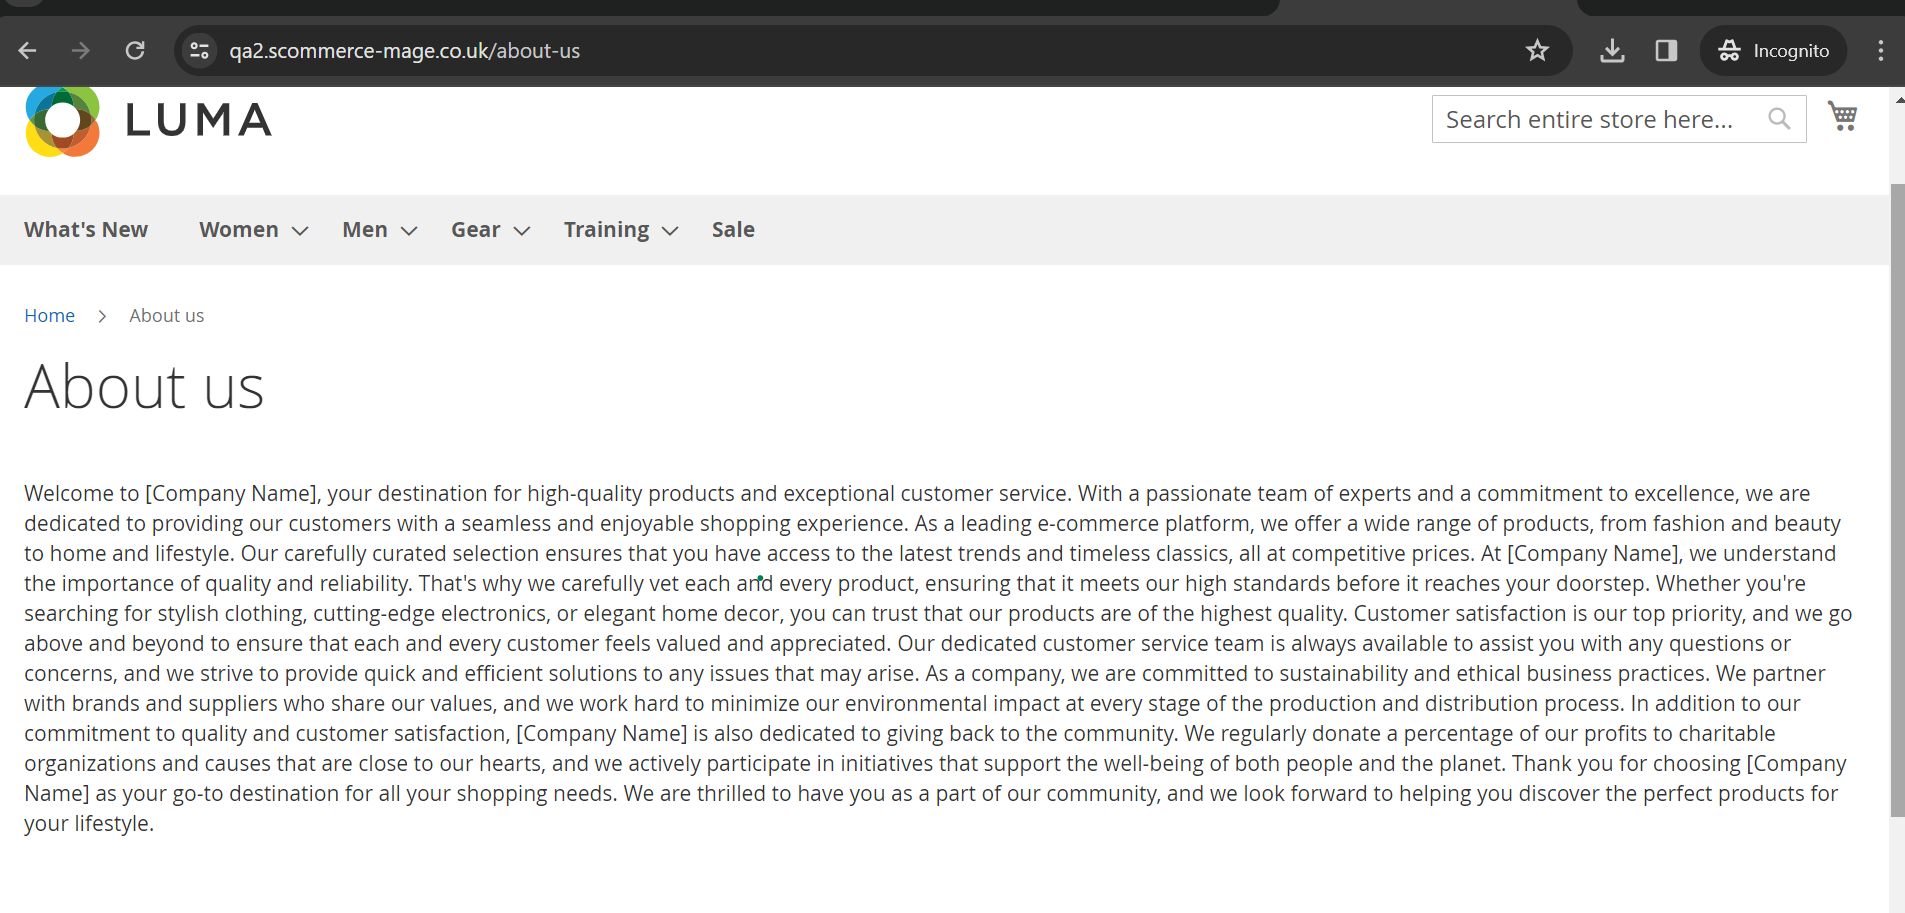 qa2.scommerce-mage.co.uk/about-us
Incognito
LUMA
Search entire store here...
What's New Women Men Gear Training Sale
Home About us
About us
Welcome to [Company Name], your destination for high-quality products and exceptional customer service. With a passionate team of experts and a commitment to excellence, we are
dedicated to providing our customers with a seamless and enjoyable shopping experience. As a leading e-commerce platform, we offer a wide range of products, from fashion and beauty
to home and lifestyle. Our carefully curated selection ensures that you have access to the latest trends and timeless classics, all at competitive prices. At [Company Name], we understand
the importance of quality and reliability. That's why we carefully vet each and every product, ensuring that it meets our high standards before it reaches your doorstep. Whether you're
searching for stylish clothing, cutting-edge electronics, or elegant home decor, you can trust that our products are of the highest quality. Customer satisfaction is our top priority, and we go
above and beyond to ensure that each and every customer feels valued and appreciated. Our dedicated customer service team is always available to assist you with any questions or
concerns, and we strive to provide quick and efficient solutions to any issues that may arise. As a company, we are committed to sustainability and ethical business practices. We partner
with brands and suppliers who share our values, and we work hard to minimize our environmental impact at every stage of the production and distribution process. In addition to our
commitment to quality and customer satisfaction, [Company Name] is also dedicated to giving back to the community. We regularly donate a percentage of our profits to charitable
organizations and causes that are close to our hearts, and we actively participate in initiatives that support the well-being of both people and the planet. Thank you for choosing [Company
Name] as your go-to destination for all your shopping needs. We are thrilled to have you as a part of our community, and we look forward to helping you discover the perfect products for
your lifestyle.